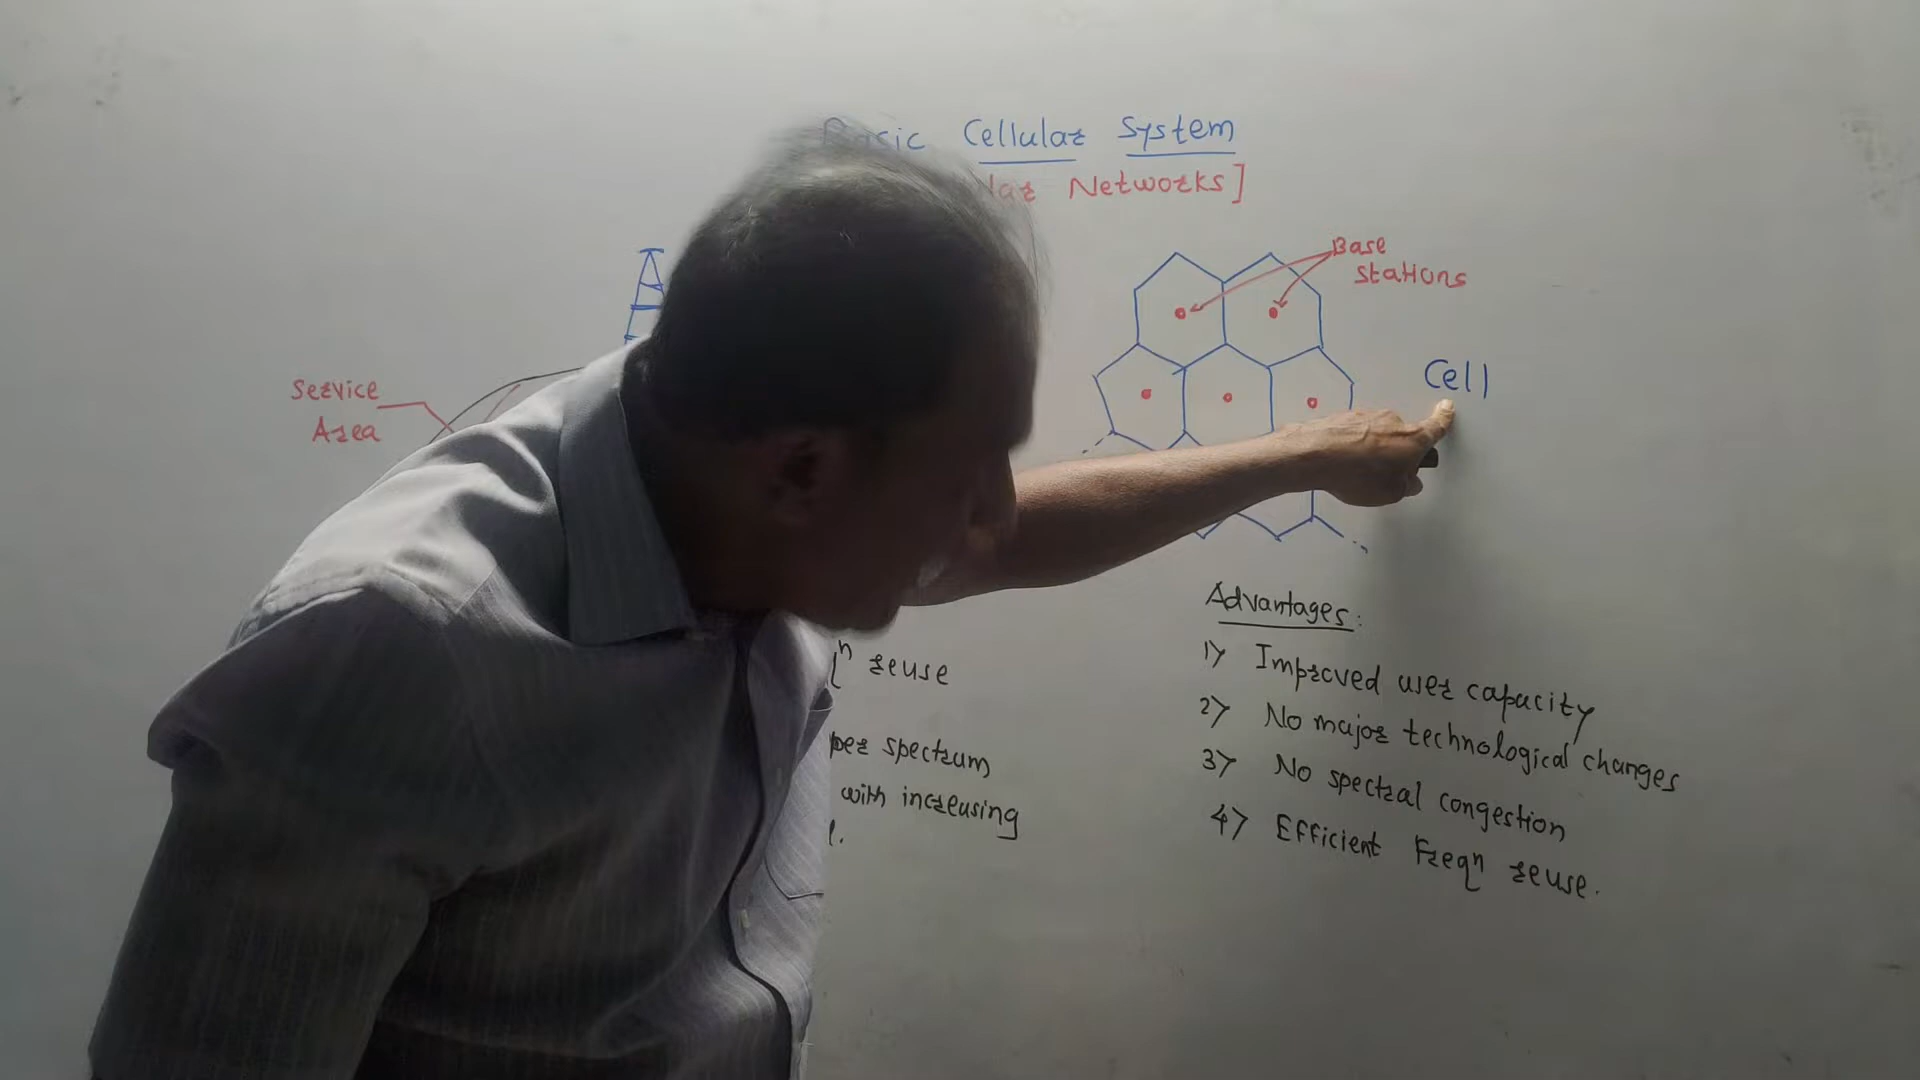 Basic Cellular System
Networks]
Base
stations
Service
Area
Cell
reuse
per spectrum
with increasing
Advantages:
1) Improved user capacity
2) No major technological changes
3) No spectral congestion
4) Efficient Freqn reuse.